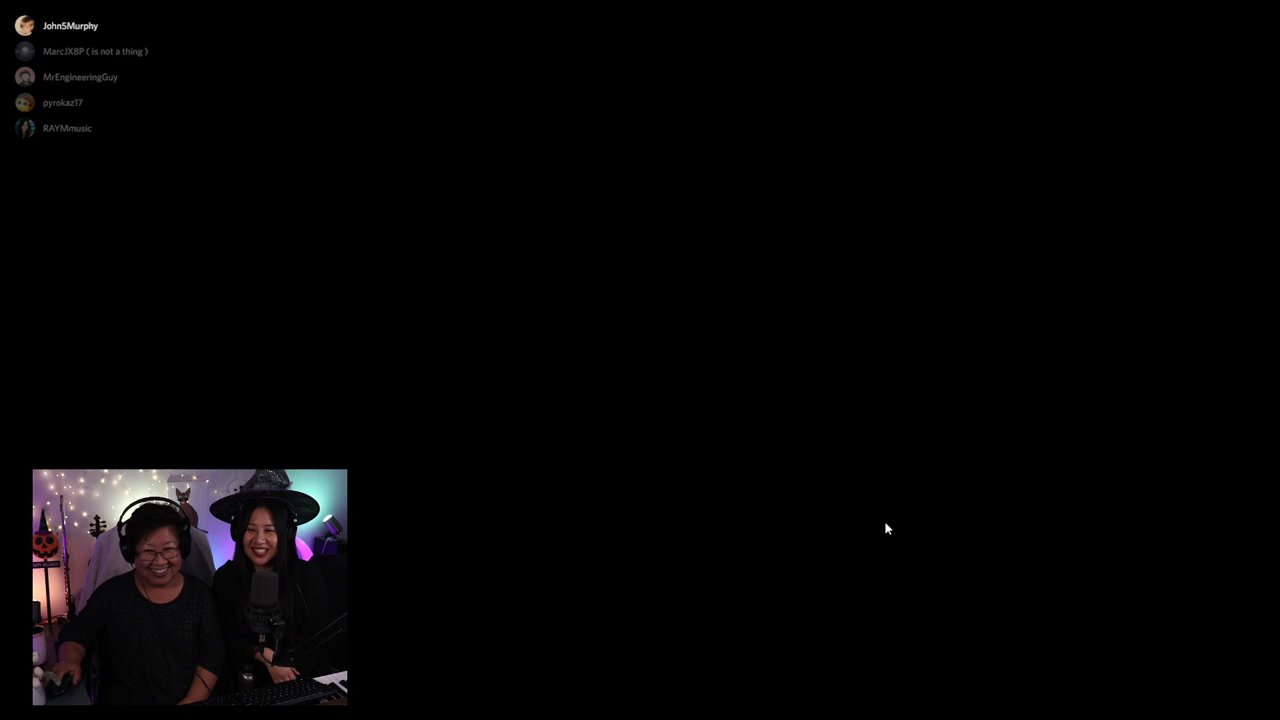 John5Murphy
MarcJXBP ( is not a thing )
MrEngineeringGuy
pyrokaz17
RAYMmusic